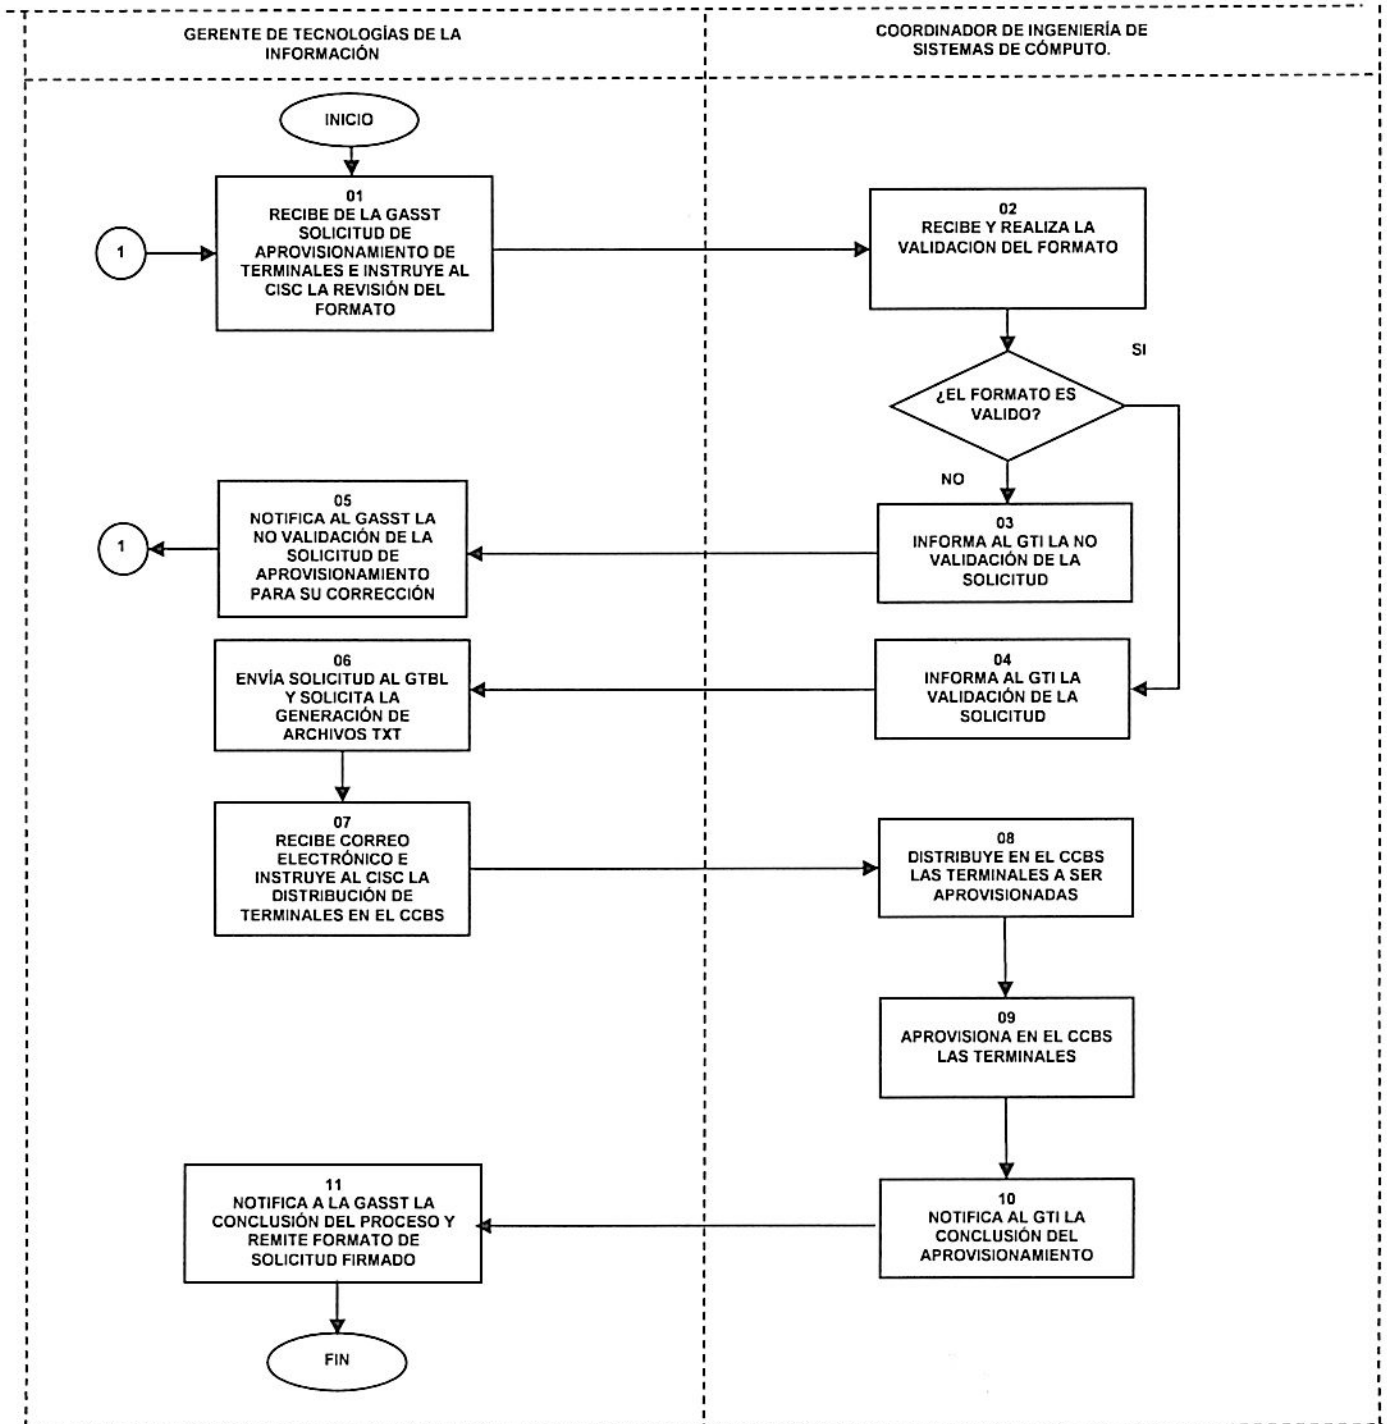 GERENTE DE TECNOLOGÍAS DE LA
INFORMACIÓN
COORDINADOR DE INGENIERÍA DE
SISTEMAS DE CÓMPUTO.
INICIO
1
01
RECIBE DE LA GASST
SOLICITUD DE
APROVISIONAMIENTO DE
TERMINALES E INSTRUYE AL
CISC LA REVISIÓN DEL
FORMATO
02
RECIBE Y REALIZA LA
VALIDACION DEL FORMATO
SI
¿EL FORMATO ES
VALIDO?
NO
03
INFORMA AL GTI LA NO
VALIDACIÓN DE LA
SOLICITUD
05
NOTIFICA AL GASST LA
NO VALIDACIÓN DE LA
SOLICITUD DE
APROVISIONAMIENTO
PARA SU CORRECCIÓN
1
04
INFORMA AL GTI LA
VALIDACIÓN DE LA
SOLICITUD
06
ENVÍA SOLICITUD AL GTBL
Y SOLICITA LA
GENERACIÓN DE
ARCHIVOS TXT
07
RECIBE CORREO
ELECTRÓNICO E
INSTRUYE AL CISC LA
DISTRIBUCIÓN DE
TERMINALES EN EL CCBS
08
DISTRIBUYE EN EL CCBS
LAS TERMINALES A SER
APROVISIONADAS
09
APROVISIONA EN EL CCBS
LAS TERMINALES
10
NOTIFICA AL GTI LA
CONCLUSIÓN DEL
APROVISIONAMIENTO
11
NOTIFICA A LA GASST LA
CONCLUSIÓN DEL PROCESO Y
REMITE FORMATO DE
SOLICITUD FIRMADO
FIN